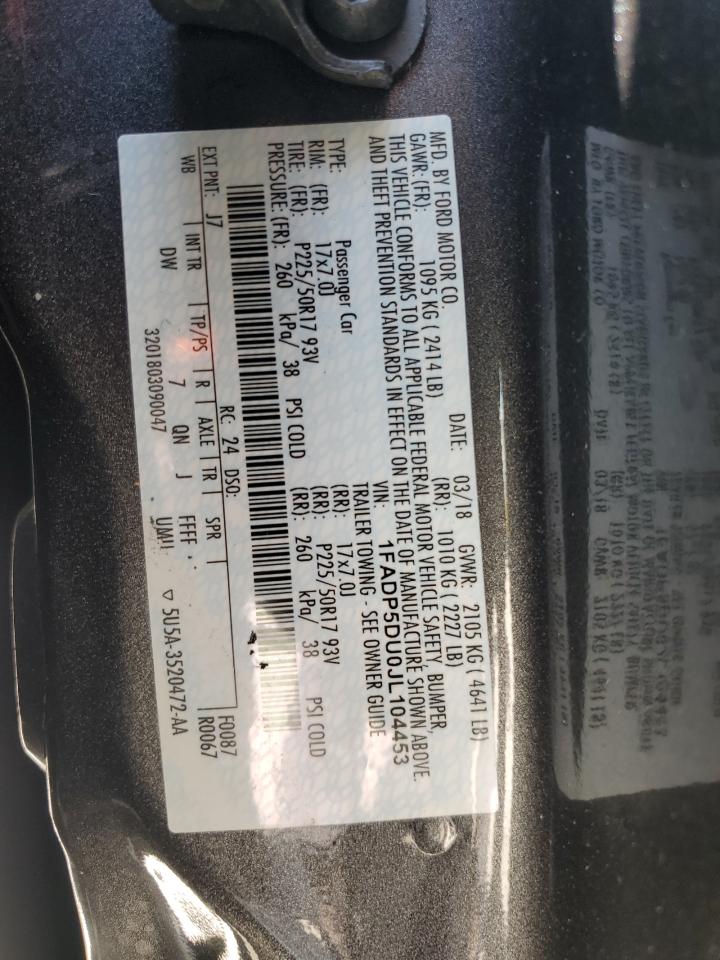 MFD. BY FORD MOTOR CO.
DATE: 03/18 GVWR: 2105 KG ( 4641 LB)
GAWR: (FR): 1095 KG ( 2414 LB) (RR): 1010 KG ( 2227 LB)
THIS VEHICLE CONFORMS TO ALL APPLICABLE FEDERAL MOTOR VEHICLE SAFETY, BUMPER,
AND THEFT PREVENTION STANDARDS IN EFFECT ON THE DATE OF MANUFACTURE SHOWN ABOVE.
VIN: 1FADP5DU0JL104453
TYPE: Passenger Car TRAILER TOWING - SEE OWNER GUIDE
RIM: (FR): 17x7.0J (RR): 17x7.0J
TIRE: (FR): P225/50R17 93V (RR): P225/50R17 93V
PRESSURE: (FR): 260 kPa/ 38 PSI COLD (RR): 260 kPa/ 38 PSI COLD
RC: 24 DSO: F0087
EXT PNT: J7 R0067
WB INT TR TP/PS R AXLE TR SPR
DW 7 QN J FFFF
3201803090047 ▽ 5U5A-3520472-AA